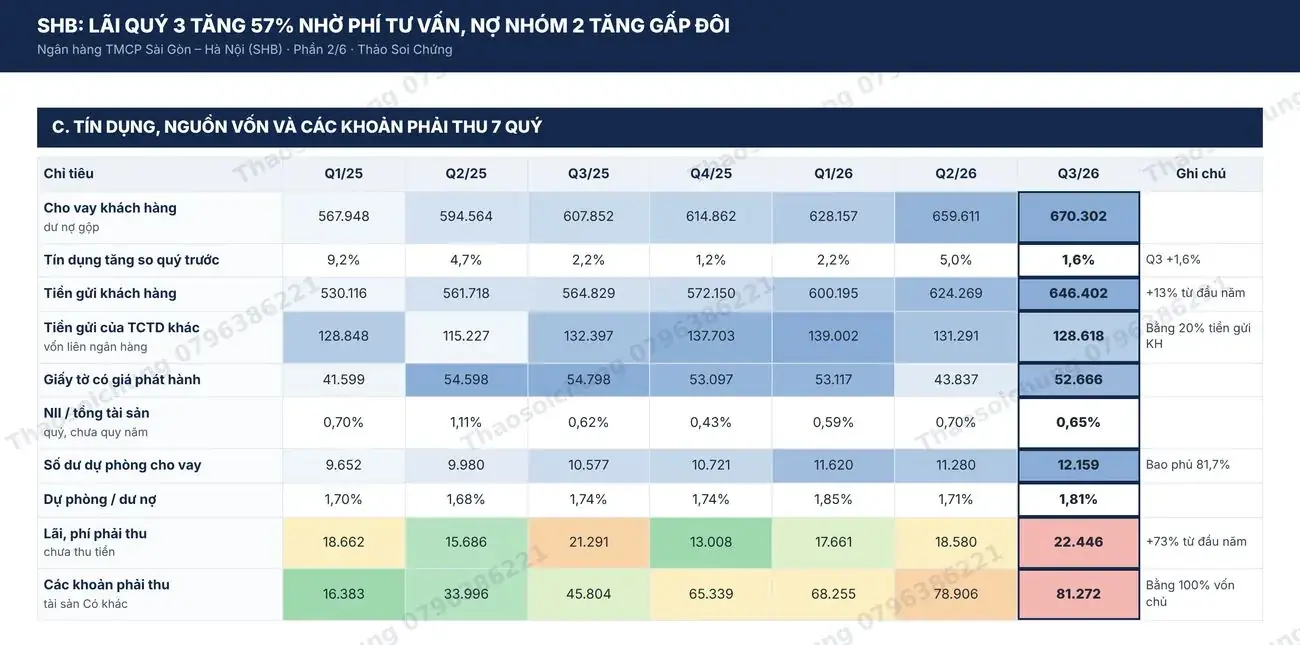 SHB: LÃI QUÝ 3 TĂNG 57% NHỜ PHÍ TƯ VẤN, NỢ NHÓM 2 TĂNG GẤP ĐÔI
Ngân hàng TMCP Sài Gòn – Hà Nội (SHB) · Phần 2/6 · Thảo Soi Chứng
C. TÍN DỤNG, NGUỒN VỐN VÀ CÁC KHOẢN PHẢI THU 7 QUÝ
Chỉ tiêu Q1/25 Q2/25 Q3/25 Q4/25 Q1/26 Q2/26 Q3/26 Ghi chú
Cho vay khách hàng 567.948 594.564 607.852 614.862 628.157 659.611 670.302
dư nợ gộp
Tín dụng tăng so quý trước 9,2% 4,7% 2,2% 1,2% 2,2% 5,0% 1,6% Q3 +1,6%
Tiền gửi khách hàng 530.116 561.718 564.829 572.150 600.195 624.269 646.402 +13% từ đầu năm
Tiền gửi của TCTD khác 128.848 115.227 132.397 137.703 139.002 131.291 128.618 Bằng 20% tiền gửi KH
vốn liên ngân hàng
Giấy tờ có giá phát hành 41.599 54.598 54.798 53.097 53.117 43.837 52.666
NII / tổng tài sản 0,70% 1,11% 0,62% 0,43% 0,59% 0,70% 0,65%
quý, chưa quy năm
Số dư dự phòng cho vay 9.652 9.980 10.577 10.721 11.620 11.280 12.159 Bao phủ 81,7%
Dự phòng / dư nợ 1,70% 1,68% 1,74% 1,74% 1,85% 1,71% 1,81%
Lãi, phí phải thu 18.662 15.686 21.291 13.008 17.661 18.580 22.446 +73% từ đầu năm
chưa thu tiền
Các khoản phải thu 16.383 33.996 45.804 65.339 68.255 78.906 81.272 Bằng 100% vốn chủ
tài sản Có khác
Thaosoichung 0796386221